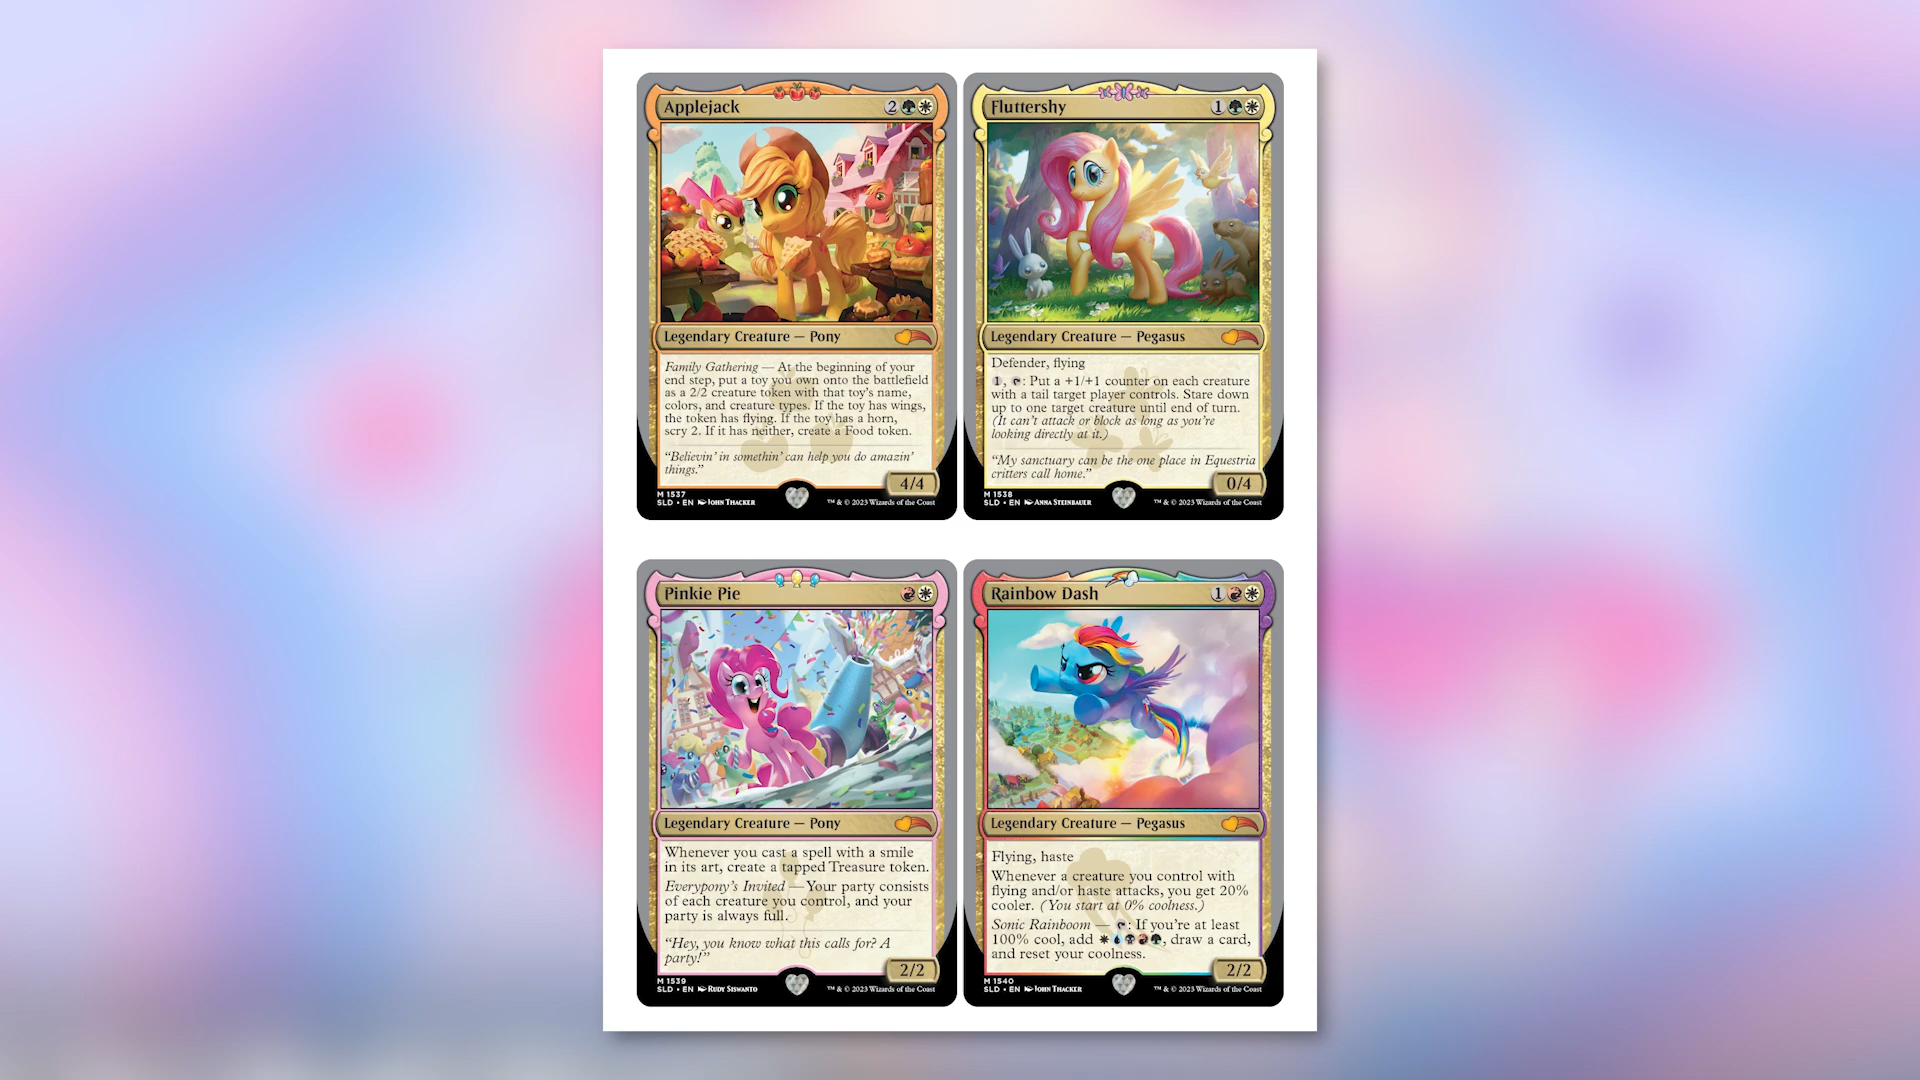 Applejack 2
Legendary Creature — Pony
Family Gathering — At the beginning of your
end step, put a toy you own onto the battlefield
as a 2/2 creature token with that toy's name,
colors, and creature types. If the toy has wings,
the token has flying. If the toy has a horn,
scry 2. If it has neither, create a Food token.
“Believin' in somethin' can help you do amazin'
things.”
4/4
M 1537
SLD • EN John Thacker
™ & © 2023 Wizards of the Coast
Fluttershy 1
Legendary Creature — Pegasus
Defender, flying
1, : Put a +1/+1 counter on each creature
with a tail target player controls. Stare down
up to one target creature until end of turn.
(It can't attack or block as long as you're
looking directly at it.)
“My sanctuary can be the one place in Equestria
critters call home.”
0/4
M 1538
SLD • EN Anna Steinbauer
™ & © 2023 Wizards of the Coast
Pinkie Pie
Legendary Creature — Pony
Whenever you cast a spell with a smile
in its art, create a tapped Treasure token.
Everypony's Invited — Your party consists
of each creature you control, and your
party is always full.
“Hey, you know what this calls for? A
party!”
2/2
M 1539
SLD • EN Rudy Siswanto
™ & © 2023 Wizards of the Coast
Rainbow Dash 1
Legendary Creature — Pegasus
Flying, haste
Whenever a creature you control with
flying and/or haste attacks, you get 20%
cooler. (You start at 0% coolness.)
Sonic Rainboom — : If you're at least
100% cool, add , draw a card,
and reset your coolness.
2/2
M 1540
SLD • EN John Thacker
™ & © 2023 Wizards of the Coast